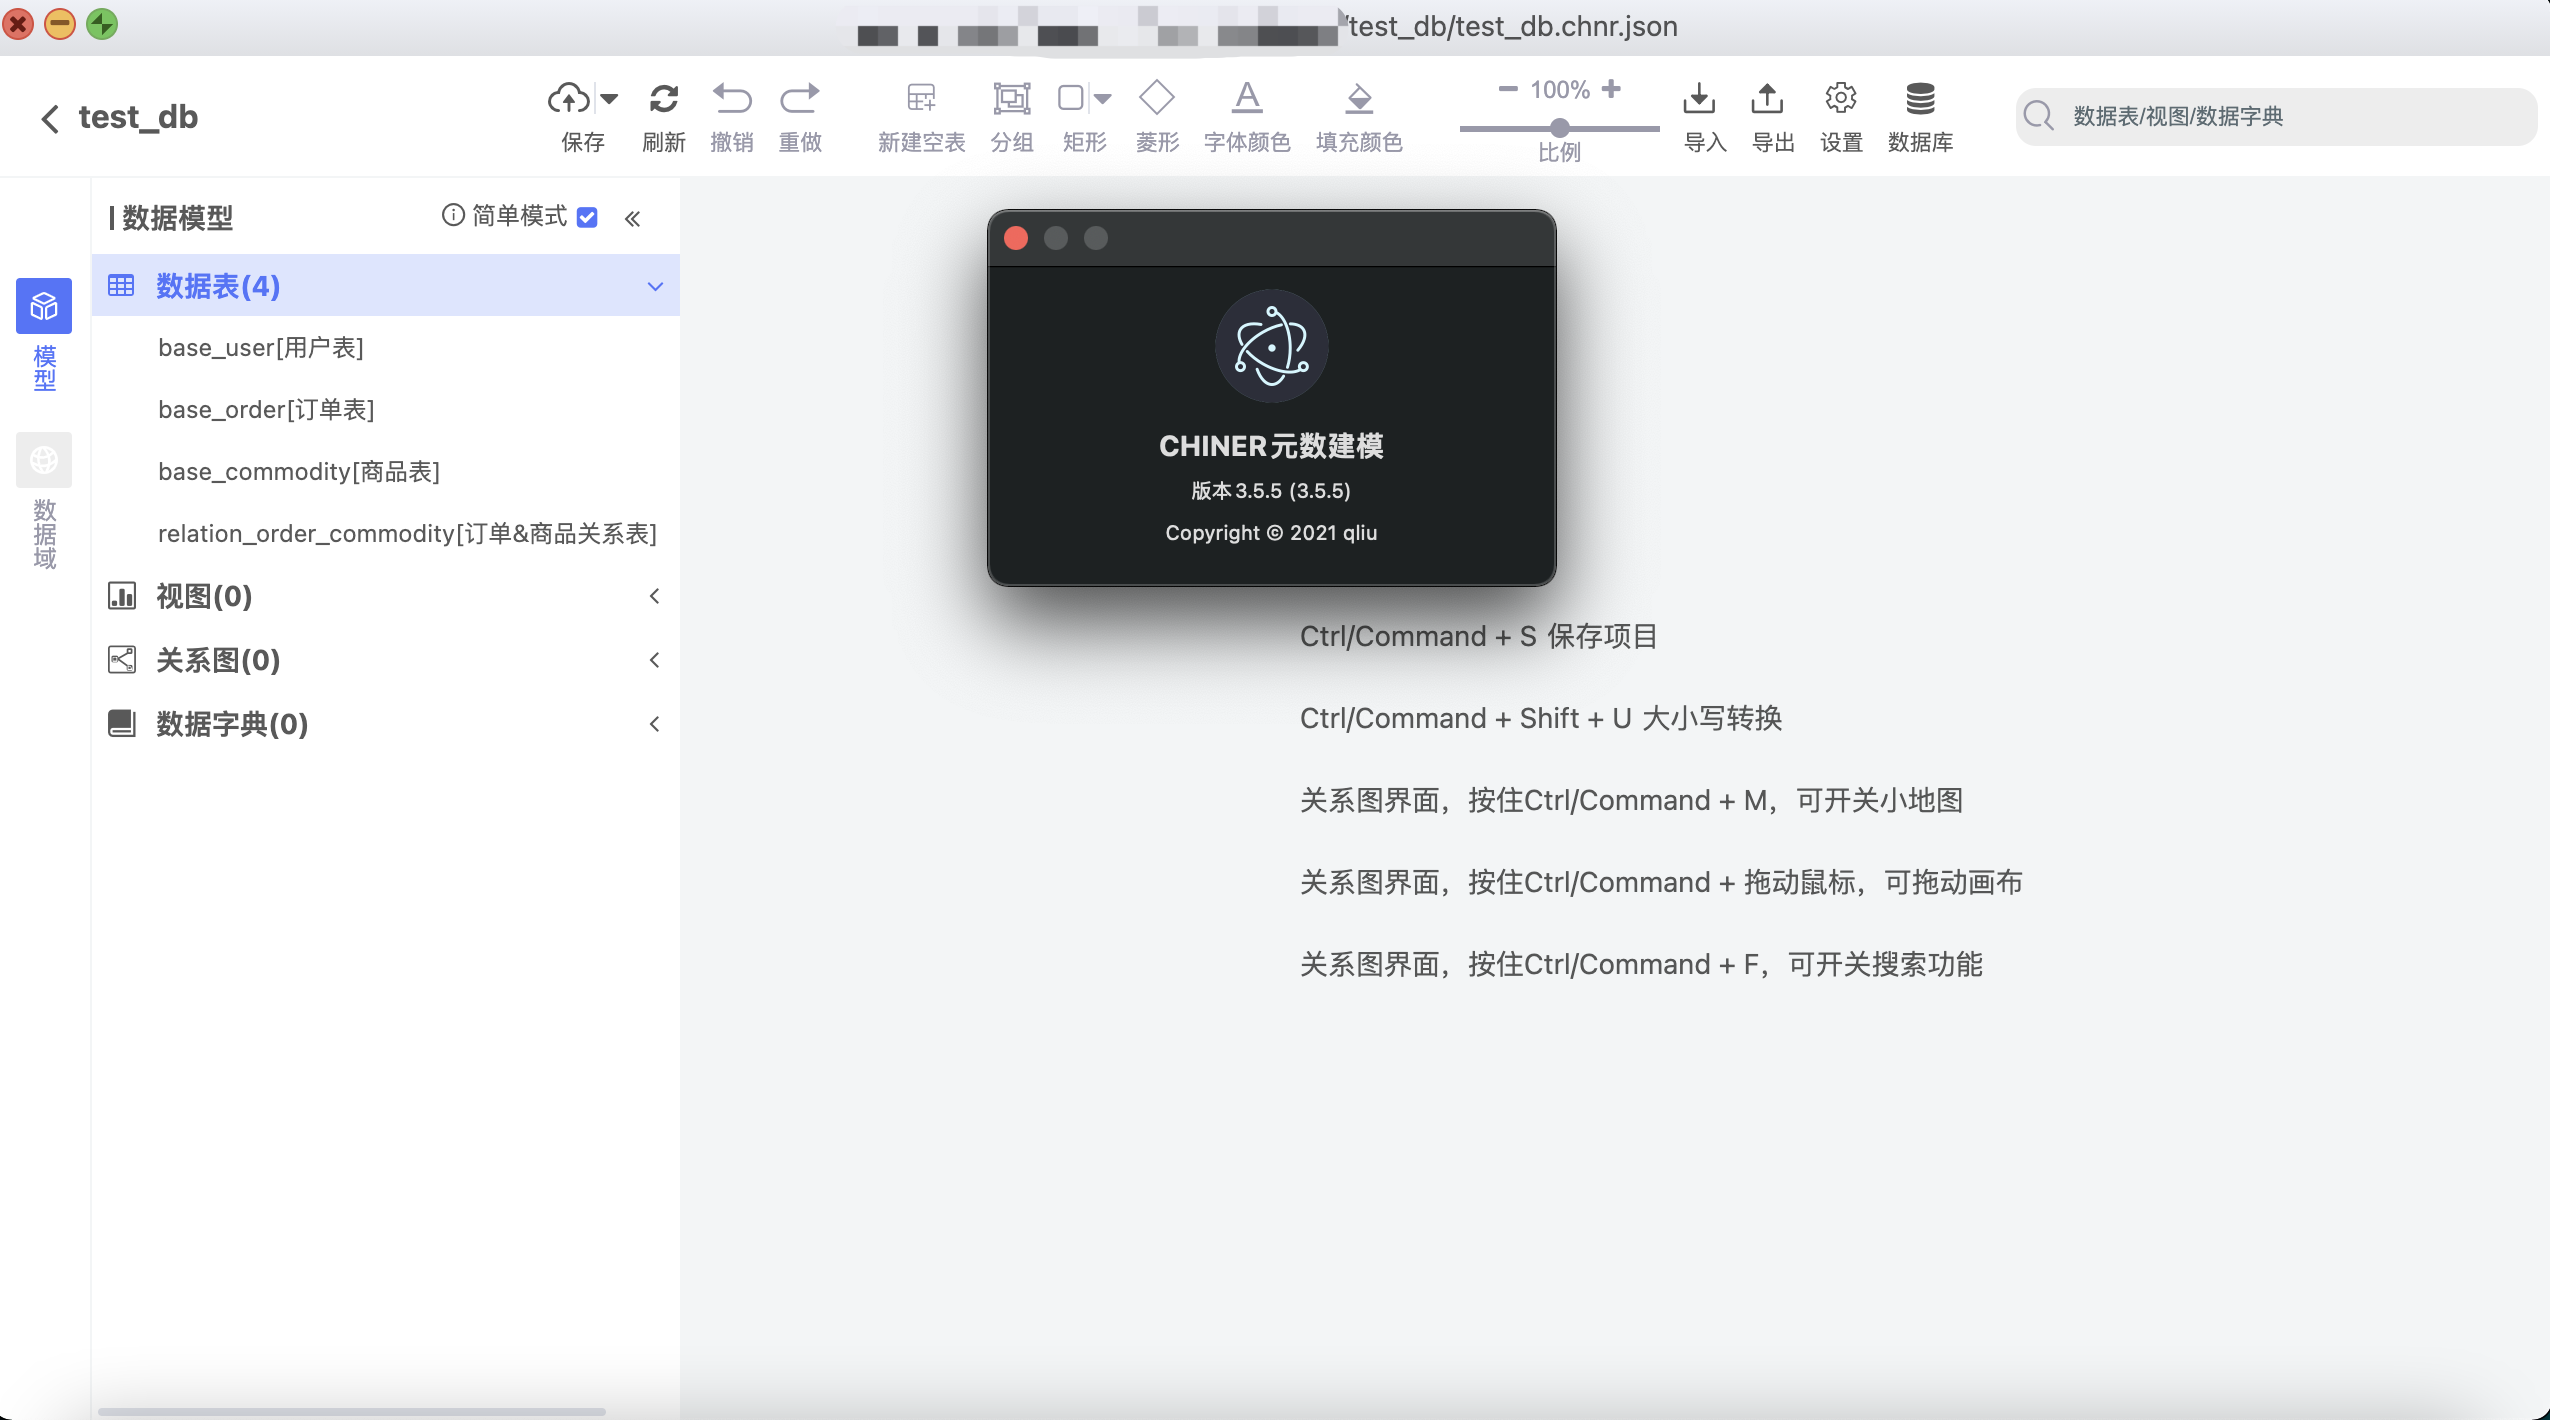 /test_db/test_db.chnr.json
test_db
保存
刷新
撤销
重做
新建空表
分组
矩形
菱形
字体颜色
填充颜色
100%
比例
导入
导出
设置
数据库
数据表/视图/数据字典
模型
数据域
数据模型
简单模式
数据表(4)
base_user[用户表]
base_order[订单表]
base_commodity[商品表]
relation_order_commodity[订单&商品关系表]
视图(0)
关系图(0)
数据字典(0)
CHINER元数建模
版本3.5.5 (3.5.5)
Copyright © 2021 qliu
Ctrl/Command + S 保存项目
Ctrl/Command + Shift + U 大小写转换
关系图界面，按住Ctrl/Command + M，可开关小地图
关系图界面，按住Ctrl/Command + 拖动鼠标，可拖动画布
关系图界面，按住Ctrl/Command + F，可开关搜索功能